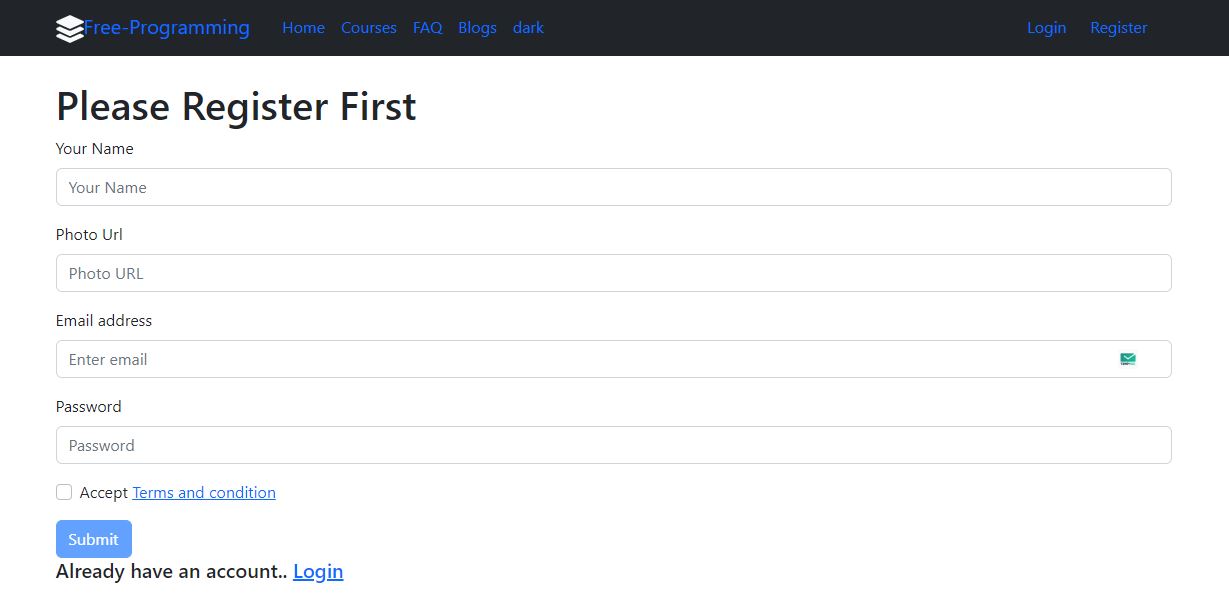 Free-Programming Home Courses FAQ Blogs dark Login Register
Please Register First
Your Name
Your Name
Photo Url
Photo URL
Email address
Enter email
Password
Password
Accept Terms and condition
Submit
Already have an account.. Login